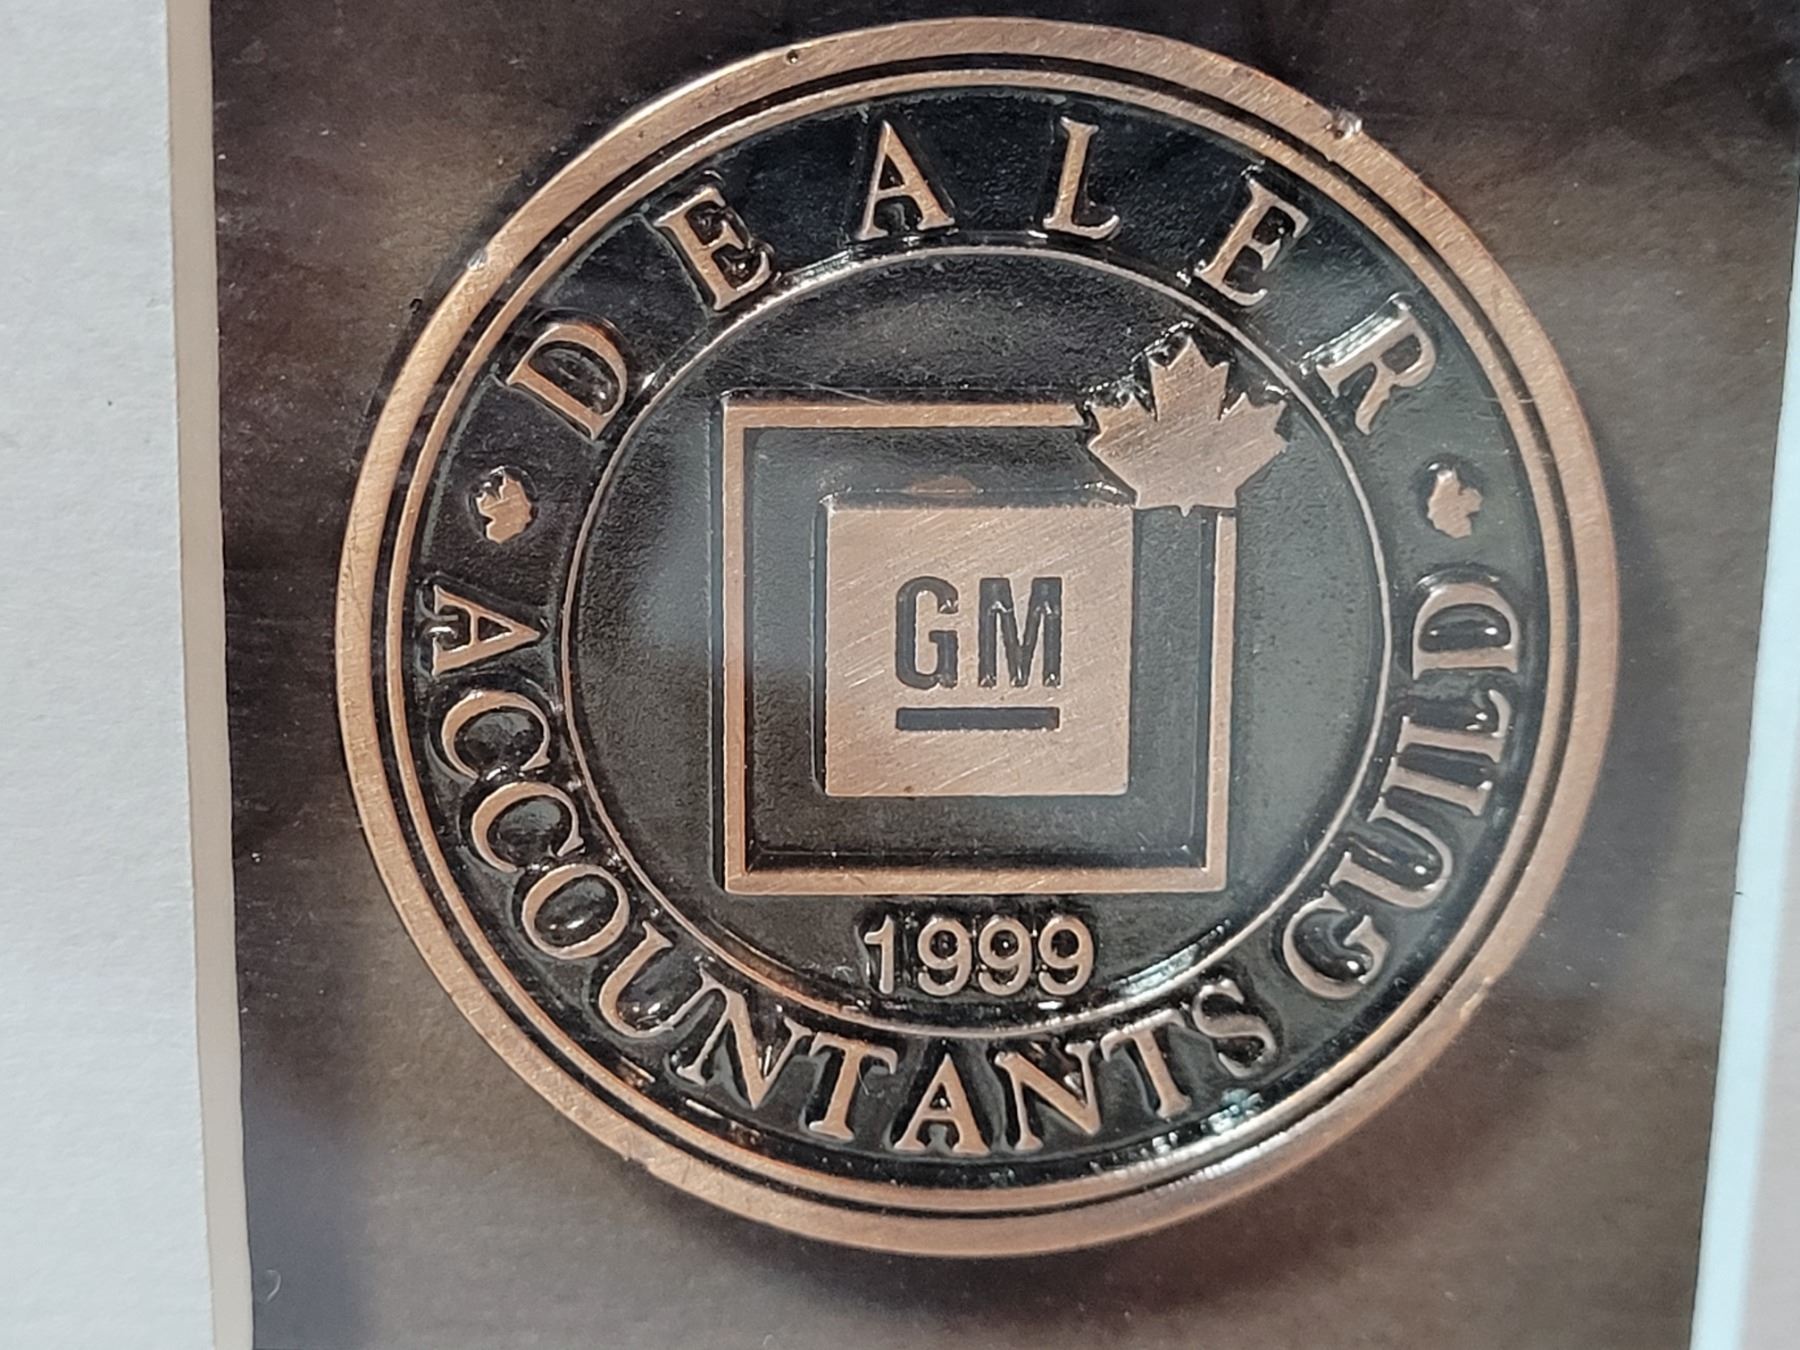 DEALER
GM
1999
ACCOUNTANTS GUILD